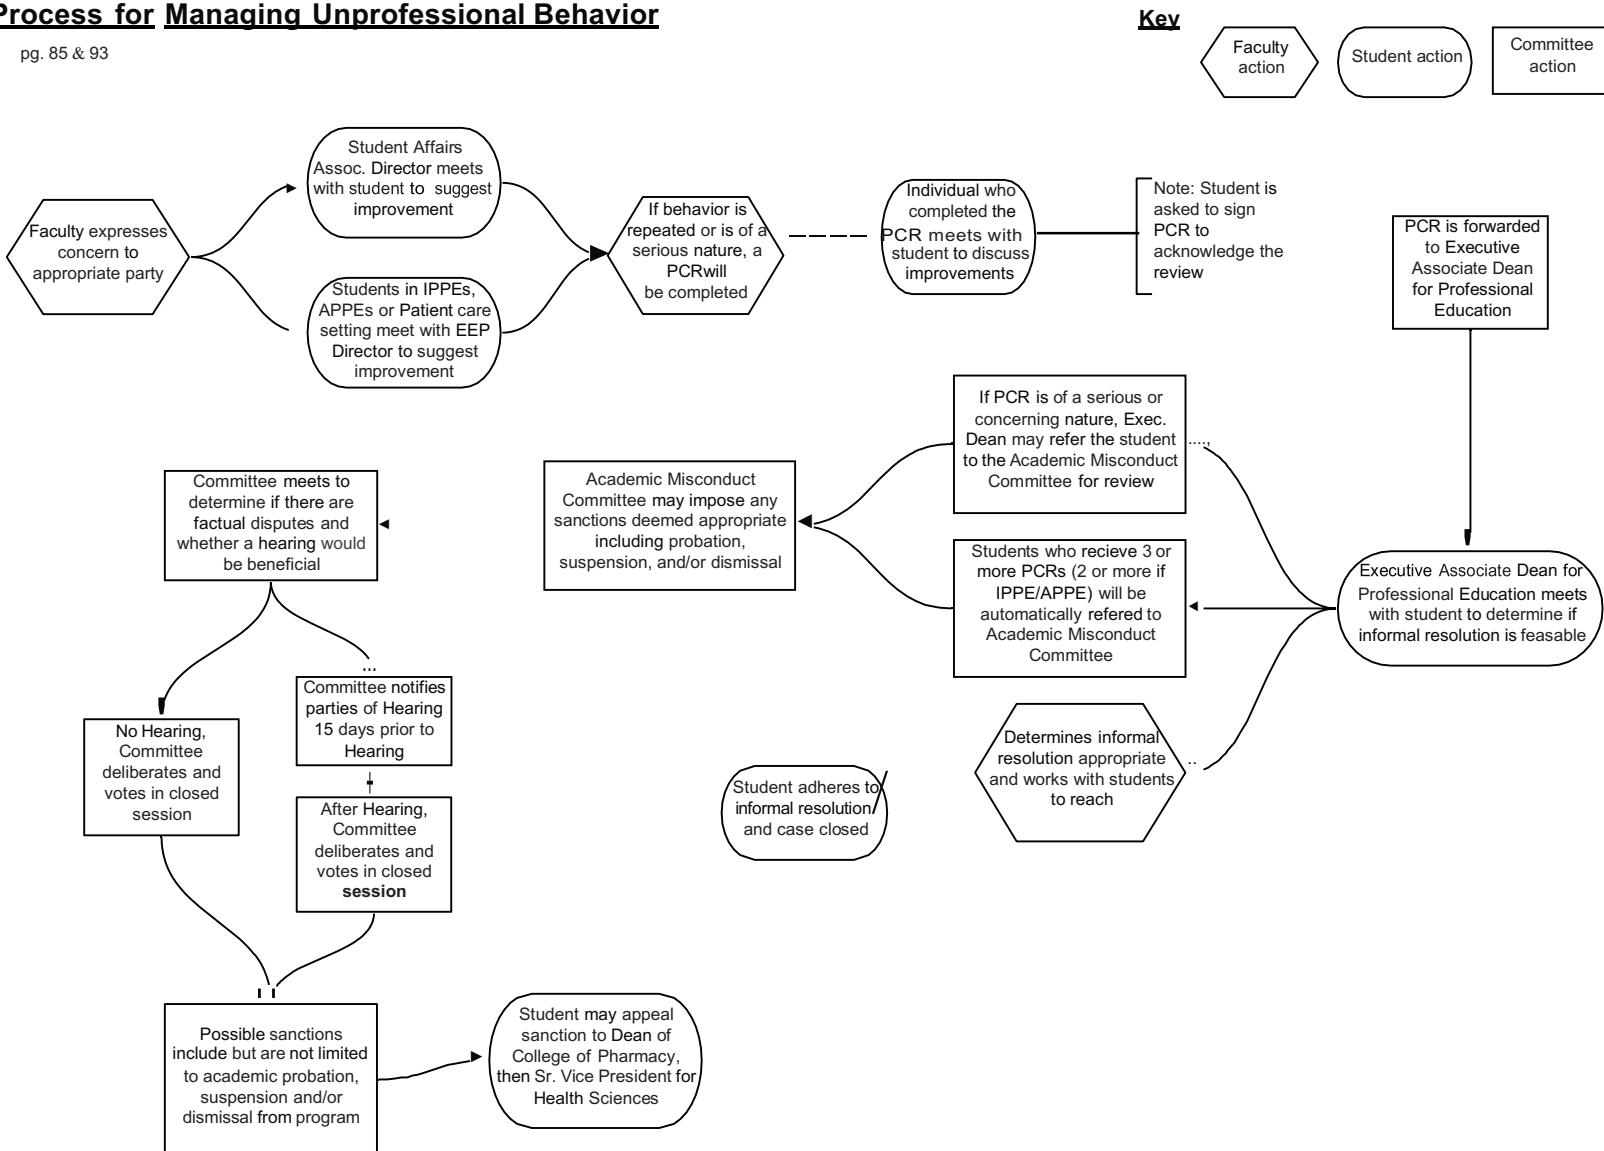 Process for Managing Unprofessional Behavior
pg. 85 & 93
Key
Faculty
action
Student action
Committee
action
Faculty expresses
concern to
appropriate party
Student Affairs
Assoc. Director meets
with student to suggest
improvement
Students in IPPEs,
APPEs or Patient care
setting meet with EEP
Director to suggest
improvement
If behavior is
repeated or is of a
serious nature, a
PCRwill
be completed
Individual who
completed the
PCR meets with
student to discuss
improvements
Note: Student is
asked to sign
PCR to
acknowledge the
review
PCR is forwarded
to Executive
Associate Dean
for Professional
Education
Executive Associate Dean for
Professional Education meets
with student to determine if
informal resolution is feasable
If PCR is of a serious or
concerning nature, Exec.
Dean may refer the student
to the Academic Misconduct
Committee for review
Students who recieve 3 or
more PCRs (2 or more if
IPPE/APPE) will be
automatically refered to
Academic Misconduct
Committee
Determines informal
resolution appropriate
and works with students
to reach
Student adheres to
informal resolution
and case closed
Academic Misconduct
Committee may impose any
sanctions deemed appropriate
including probation,
suspension, and/or dismissal
Committee meets to
determine if there are
factual disputes and
whether a hearing would
be beneficial
No Hearing,
Committee
deliberates and
votes in closed
session
Committee notifies
parties of Hearing
15 days prior to
Hearing
After Hearing,
Committee
deliberates and
votes in closed
session
Possible sanctions
include but are not limited
to academic probation,
suspension and/or
dismissal from program
Student may appeal
sanction to Dean of
College of Pharmacy,
then Sr. Vice President for
Health Sciences